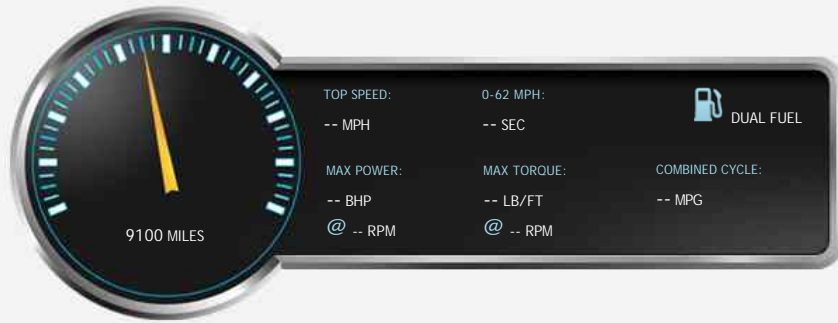 TOP SPEED:
-- MPH
0-62 MPH:
-- SEC
DUAL FUEL
MAX POWER:
-- BHP
@ -- RPM
MAX TORQUE:
-- LB/FT
@ -- RPM
COMBINED CYCLE:
-- MPG
9100 MILES